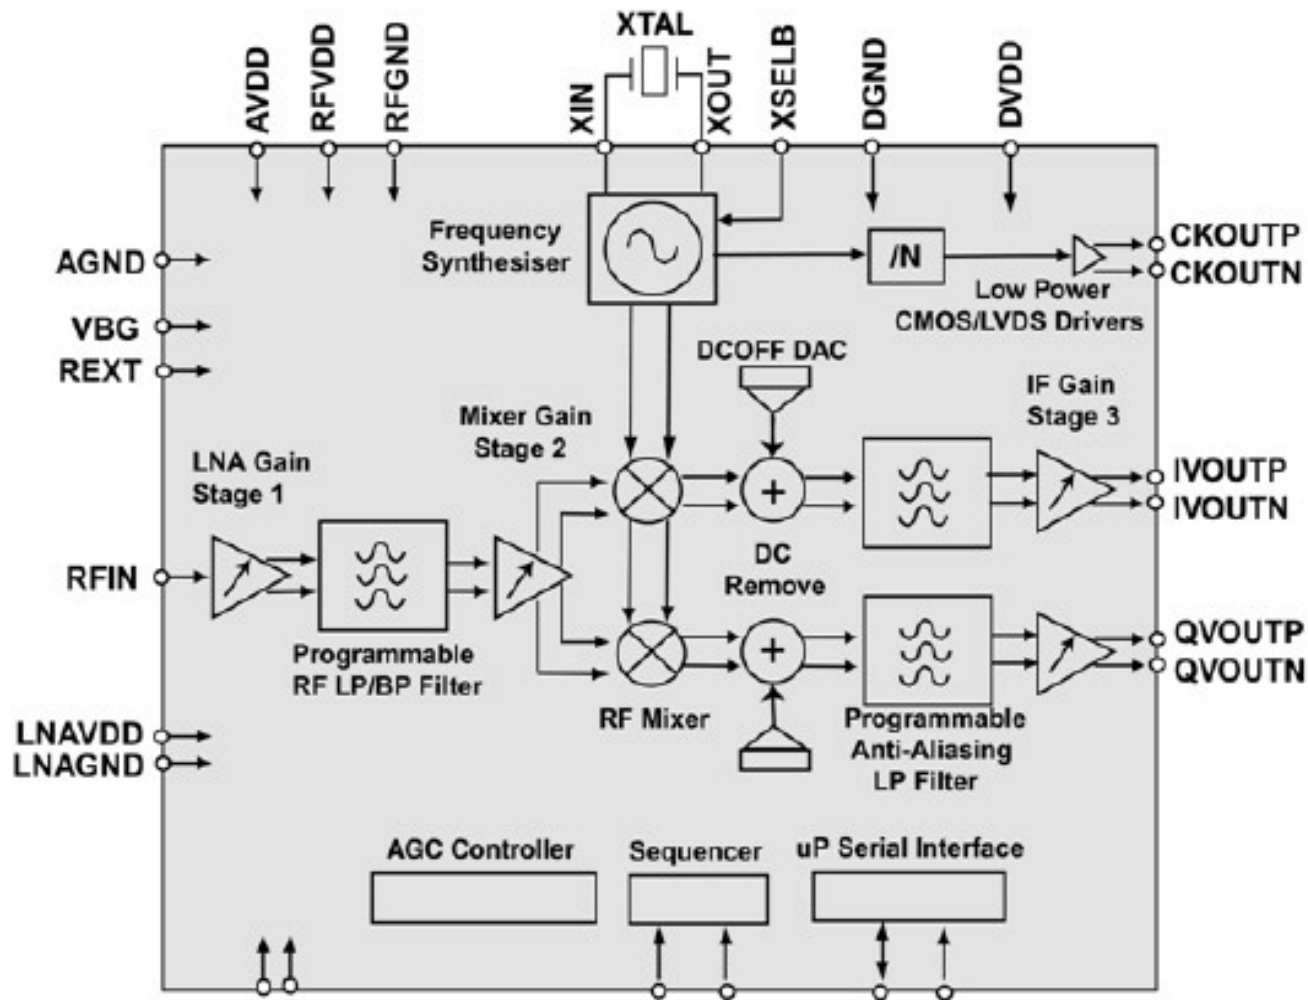 XTAL
AVDD
RFVDD
RFGND
XIN
XOUT
XSELB
DGND
DVDD
Frequency
Synthesiser
/N
CKOUTP
CKOUTN
Low Power
CMOS/LVDS Drivers
AGND
VBG
REXT
DCOFF DAC
Mixer Gain
Stage 2
IF Gain
Stage 3
LNA Gain
Stage 1
IVOUTP
IVOUTN
+
RFIN
DC
Remove
Programmable
RF LP/BP Filter
+
QVOUTP
QVOUTN
RF Mixer
Programmable
Anti-Aliasing
LP Filter
LNAVDD
LNAGND
AGC Controller
Sequencer
uP Serial Interface